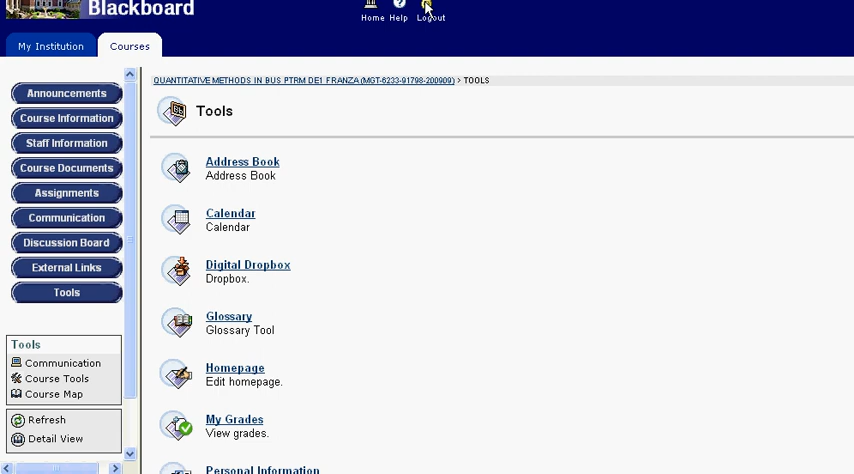 Blackboard
Home Help Logout
My Institution Courses
QUANTITATIVE METHODS IN BUS PTRM DE1 FRANZA (MGT-6233-91798-200909) > TOOLS
Tools
Announcements
Course Information
Staff Information
Course Documents
Assignments
Communication
Discussion Board
External Links
Tools
Tools
Communication
Course Tools
Course Map
Refresh
Detail View
Address Book
Address Book
Calendar
Calendar
Digital Dropbox
Dropbox.
Glossary
Glossary Tool
Homepage
Edit homepage.
My Grades
View grades.
Personal Information